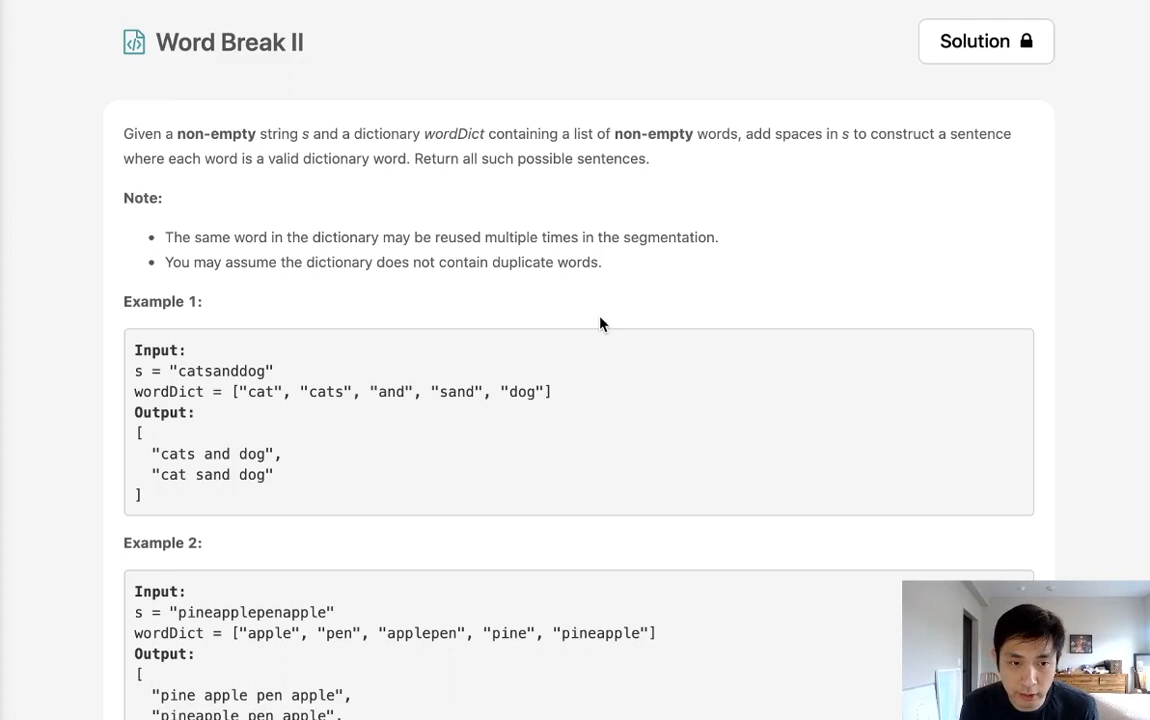 Word Break II
Solution
Given a non-empty string s and a dictionary wordDict containing a list of non-empty words, add spaces in s to construct a sentence
where each word is a valid dictionary word. Return all such possible sentences.
Note:
• The same word in the dictionary may be reused multiple times in the segmentation.
• You may assume the dictionary does not contain duplicate words.
Example 1:
Input:
s = "catsanddog"
wordDict = ["cat", "cats", "and", "sand", "dog"]
Output:
[
"cats and dog",
"cat sand dog"
]
Example 2:
Input:
s = "pineapplepenapple"
wordDict = ["apple", "pen", "applepen", "pine", "pineapple"]
Output:
[
"pine apple pen apple",
"pineapple pen apple",